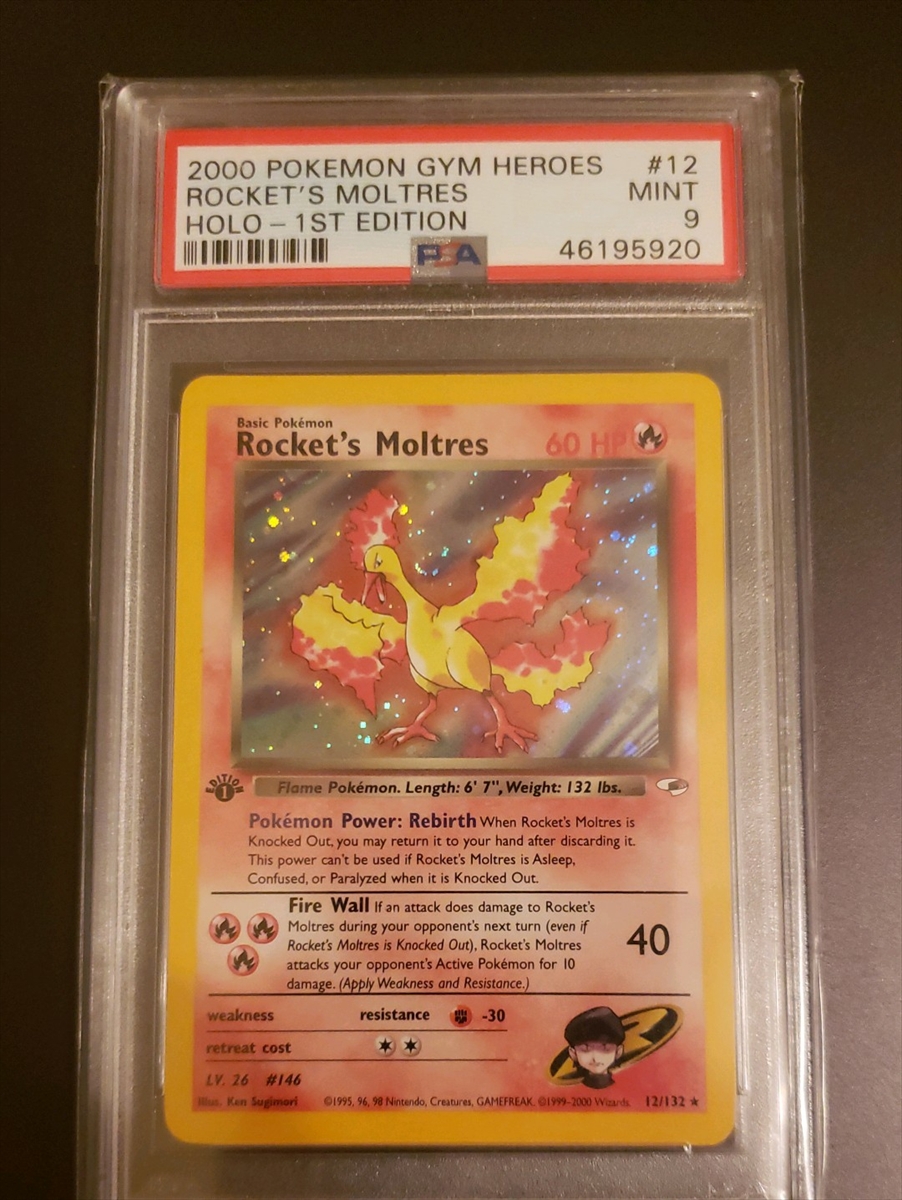 2000 POKEMON GYM HEROES #12
ROCKET'S MOLTRES MINT
HOLO – 1ST EDITION 9
PSA 46195920
Basic Pokémon
Rocket's Moltres 60 HP
EDITION 1
Flame Pokémon. Length: 6' 7", Weight: 132 lbs.
Pokémon Power: Rebirth When Rocket's Moltres is
Knocked Out, you may return it to your hand after discarding it.
This power can't be used if Rocket's Moltres is Asleep,
Confused, or Paralyzed when it is Knocked Out.
Fire Wall If an attack does damage to Rocket's
Moltres during your opponent's next turn (even if
Rocket's Moltres is Knocked Out), Rocket's Moltres 40
attacks your opponent's Active Pokémon for 10
damage. (Apply Weakness and Resistance.)
weakness resistance -30
retreat cost
LV. 26 #146
Illus. Ken Sugimori ©1995, 96, 98 Nintendo, Creatures, GAMEFREAK. ©1999-2000 Wizards. 12/132 ★